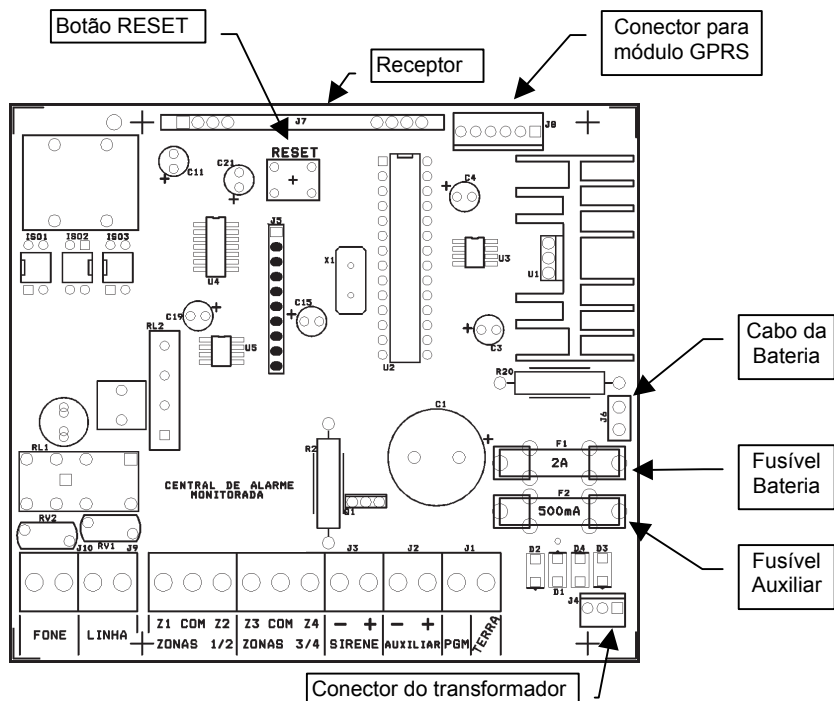 Botão RESET
Receptor
Conector para
módulo GPRS
J7
J8
RESET
C11
C21
C4
ISO1 ISO2 ISO3
J5
U4
X1
U3
U1
C19
C15
C3
RL2
U5
U2
R20
Cabo da
Bateria
J6
C1
RL1
R2
F1
2A
Fusível
Bateria
CENTRAL DE ALARME
MONITORADA
Q1
F2
500mA
RV2
RV1
Fusível
Auxiliar
J10 J9 J3 J2 J1
D2 D1 D4 D3
J4
Z1 COM Z2 Z3 COM Z4 - + - +
FONE LINHA ZONAS 1/2 ZONAS 3/4 SIRENE AUXILIAR PGM TERRA
Conector do transformador